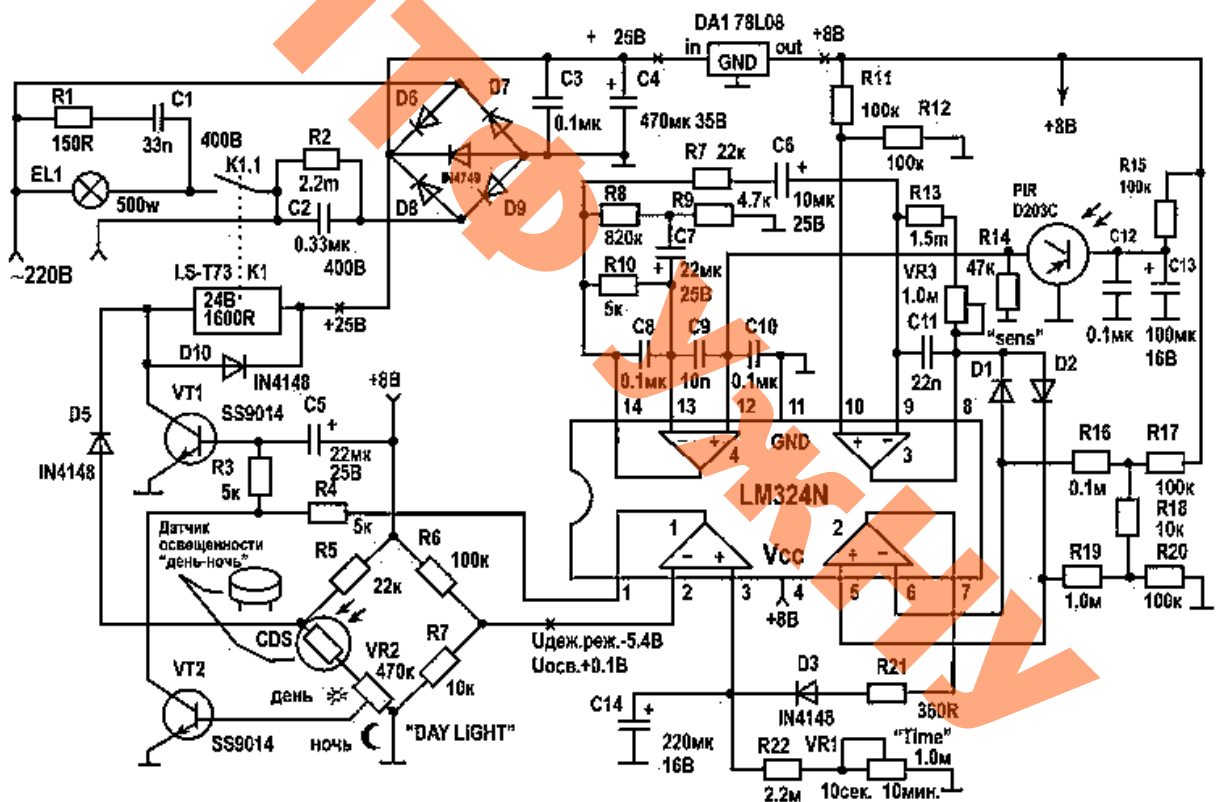 DA1 78L08
+ 25В
in
GND
out
+8В
R1
150R
C1
33n
400В
D6
D7
C3
0.1мк
C4
+
470мк 35В
R11
100к
R12
100к
+8В
EL1
500w
K1.1
R2
2.2m
C2
0.33мк
400В
IN4749
D8
D9
R7
22к
C6
+
10мк
25В
R8
820к
R9
4.7к
C7
+
22мк
25В
R10
5к
R13
1.5m
VR3
1.0м
"sens"
PIR
D203C
R14
47к
R15
100к
C12
0.1мк
+
C13
100мк
16В
~220В
LS-T73
K1
24В
1600R
+25В
D10
IN4148
C8
0.1мк
C9
10n
C10
0.1мк
C11
22n
D1
D2
VT1
SS9014
D5
IN4148
+8В
C5
+
22мк
25В
R3
5к
R4
5к
14
13
12
11
10
9
8
4
GND
3
LM324N
1
Vcc
2
1
2
3
4
5
6
7
+8В
R16
0.1м
R17
100к
R18
10к
R19
1.0м
R20
100к
Датчик
освещенности
"день-ночь"
R5
22к
R6
100к
CDS
VR2
470к
R7
10к
Uдеж.реж.-5.4В
Uосв.+0.1В
VT2
SS9014
день
ночь
"DAY LiGHT"
C14
+
220мк
16В
D3
IN4148
R21
360R
R22
2.2м
VR1
"Time"
1.0м
10сек.
10мин.